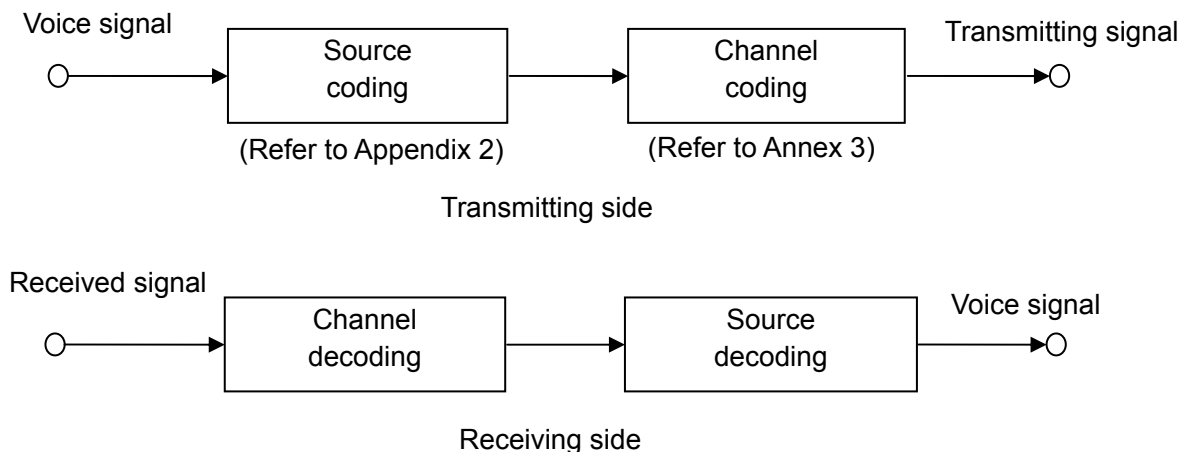 Voice signal
Source
coding
Channel
coding
Transmitting signal
(Refer to Appendix 2)
(Refer to Annex 3)
Transmitting side
Received signal
Channel
decoding
Source
decoding
Voice signal
Receiving side